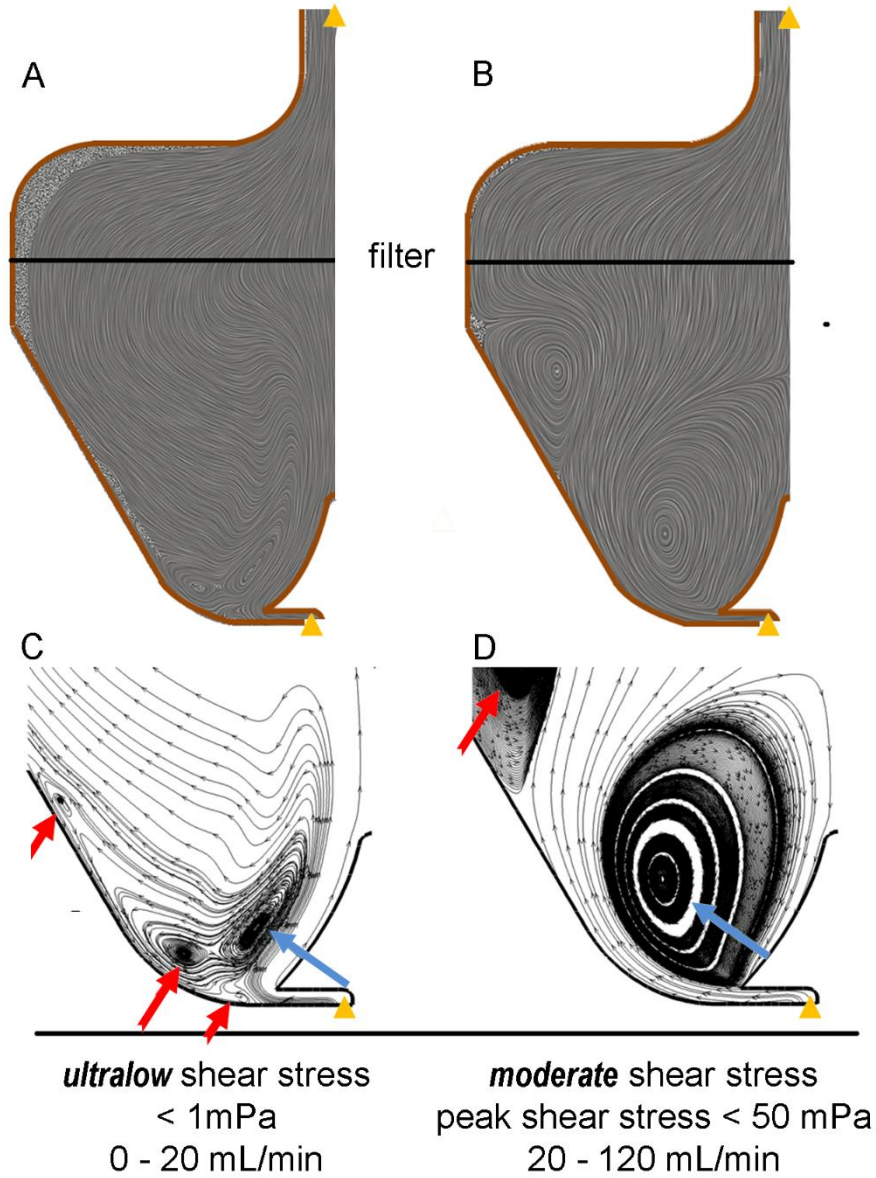 A
B
filter
C
D
ultralow shear stress
< 1mPa
0 - 20 mL/min
moderate shear stress
peak shear stress < 50 mPa
20 - 120 mL/min